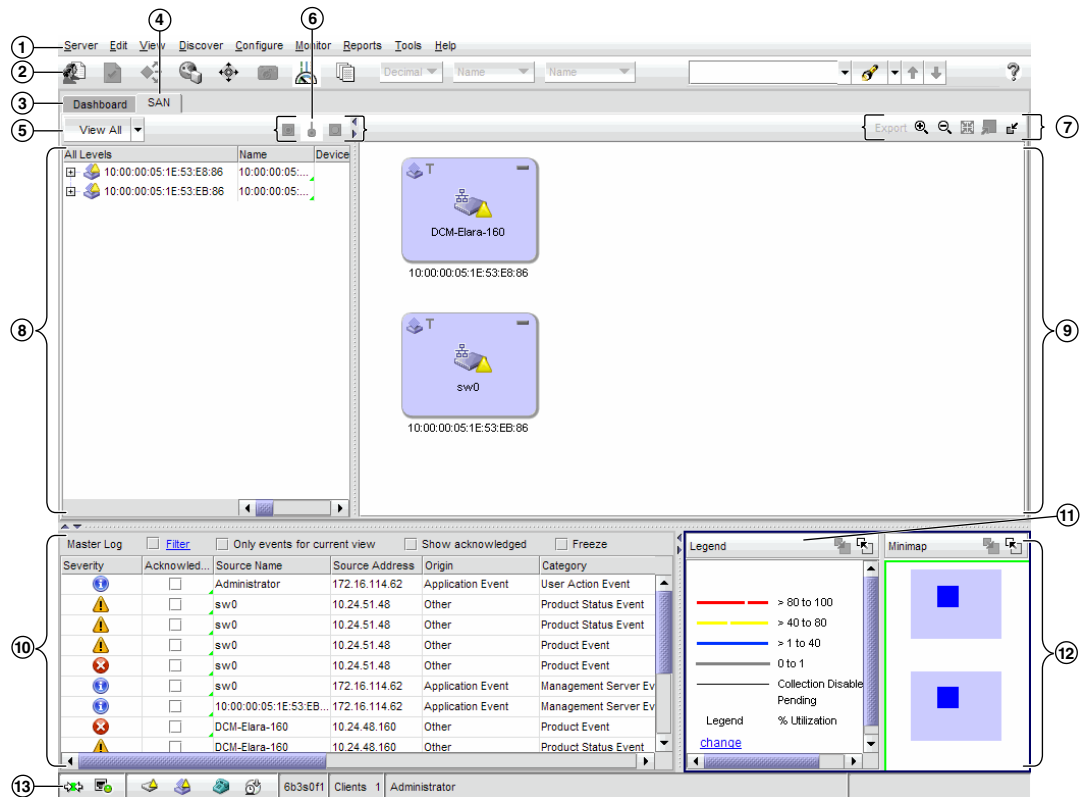 4 6
1 Server Edit View Discover Configure Monitor Reports Tools Help
2 Decimal Name Name ?
3 Dashboard SAN
5 View All Export 7
All Levels Name Device
10:00:00:05:1E:53:E8:86 10:00:00:05:...
10:00:00:05:1E:53:EB:86 10:00:00:05:...
T
DCM-Elara-160
10:00:00:05:1E:53:E8:86
T
sw0
10:00:00:05:1E:53:EB:86
8 9
11
Master Log Filter Only events for current view Show acknowledged Freeze
Severity Acknowled... Source Name Source Address Origin Category
Administrator 172.16.114.62 Application Event User Action Event
sw0 10.24.51.48 Other Product Status Event
sw0 10.24.51.48 Other Product Status Event
sw0 10.24.51.48 Other Product Event
sw0 10.24.51.48 Other Product Event
sw0 172.16.114.62 Application Event Management Server Ev
10:00:00:05:1E:53:EB... 172.16.114.62 Application Event Management Server Ev
DCM-Elara-160 10.24.48.160 Other Product Event
DCM-Elara-160 10.24.48.160 Other Product Status Event
10
Legend
> 80 to 100
> 40 to 80
> 1 to 40
0 to 1
Collection Disable
Pending
Legend % Utilization
change
Minimap
12
13 6b3s0f1 Clients 1 Administrator